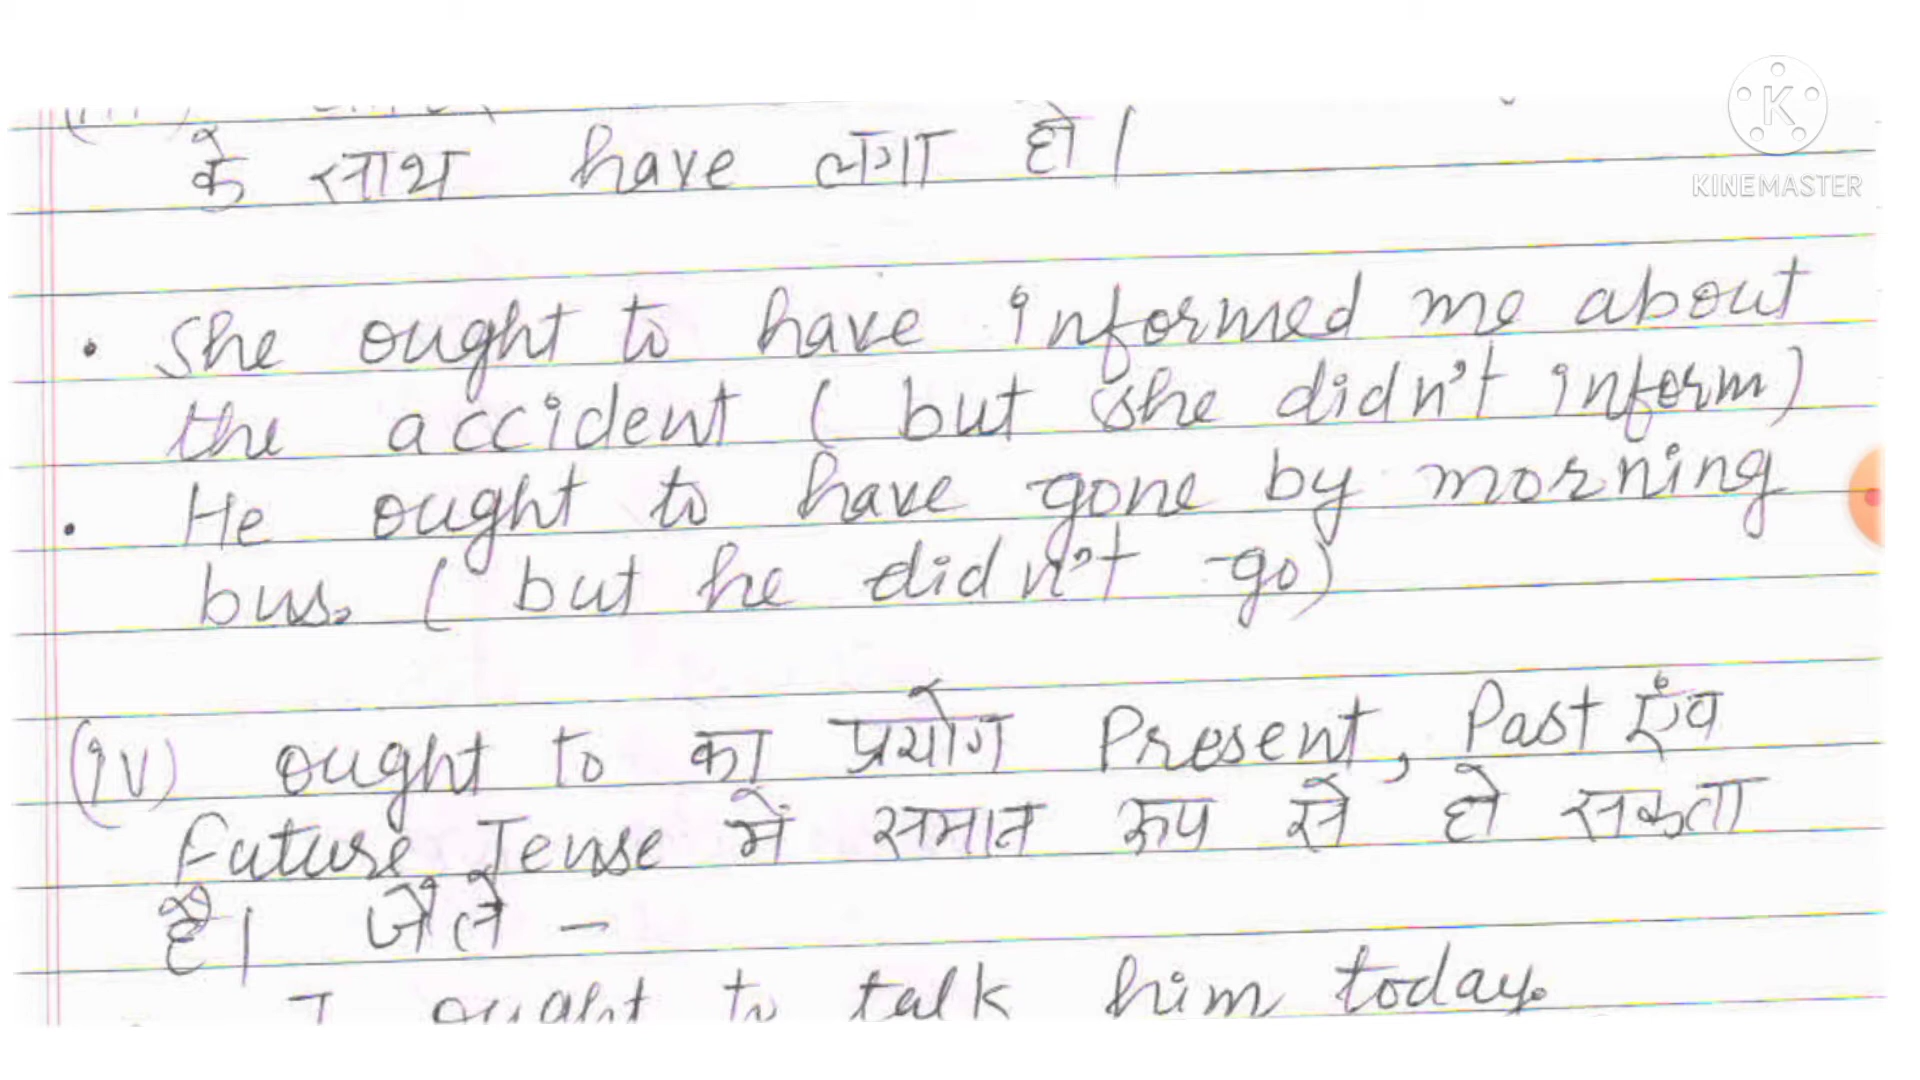 के साथ have लगा हो।
K
KINEMASTER
• She ought to have informed me about
the accident ( but she didn't inform)
• He ought to have gone by morning
bus. ( but he didn't go)
(iv) ought to का प्रयोग Present, Past एंव
Future Tense में समान रूप से हो सकता
है। जैसे -
I ought to talk him today.